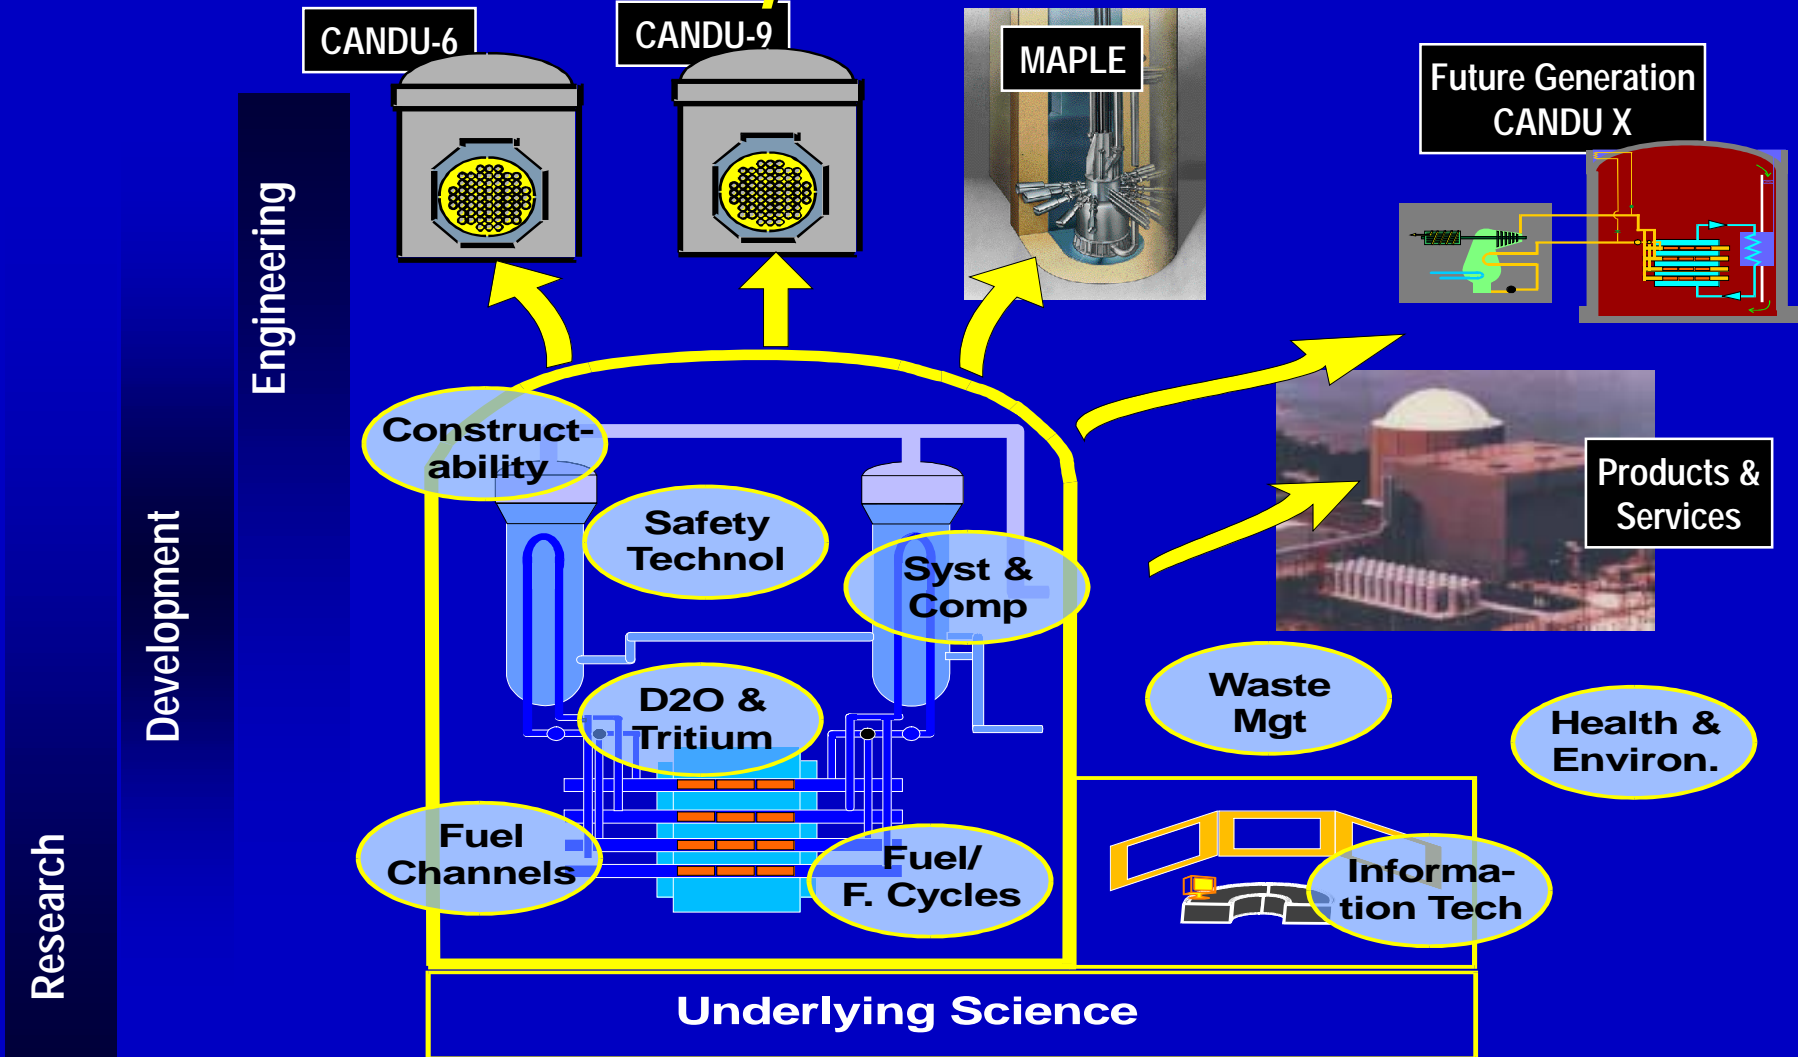 CANDU-6
CANDU-9
MAPLE
Future Generation
CANDU X
Engineering
Development
Research
Construct-
ability
Safety
Technol
Syst &
Comp
Products &
Services
D2O &
Tritium
Waste
Mgt
Health &
Environ.
Fuel
Channels
Fuel/
F. Cycles
Informa-
tion Tech
Underlying Science